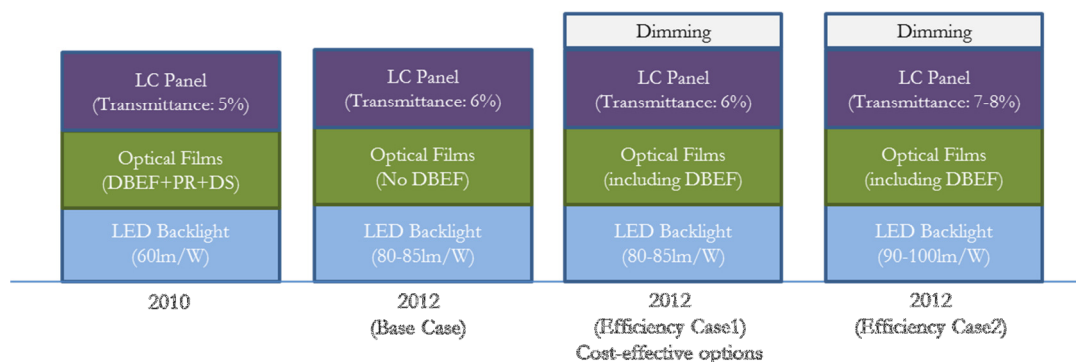 LC Panel
(Transmittance: 5%)
Optical Films
(DBEF+PR+DS)
LED Backlight
(60lm/W)
2010
LC Panel
(Transmittance: 6%)
Optical Films
(No DBEF)
LED Backlight
(80-85lm/W)
2012
(Base Case)
Dimming
LC Panel
(Transmittance: 6%)
Optical Films
(including DBEF)
LED Backlight
(80-85lm/W)
2012
(Efficiency Case1)
Cost-effective options
Dimming
LC Panel
(Transmittance: 7-8%)
Optical Films
(including DBEF)
LED Backlight
(90-100lm/W)
2012
(Efficiency Case2)